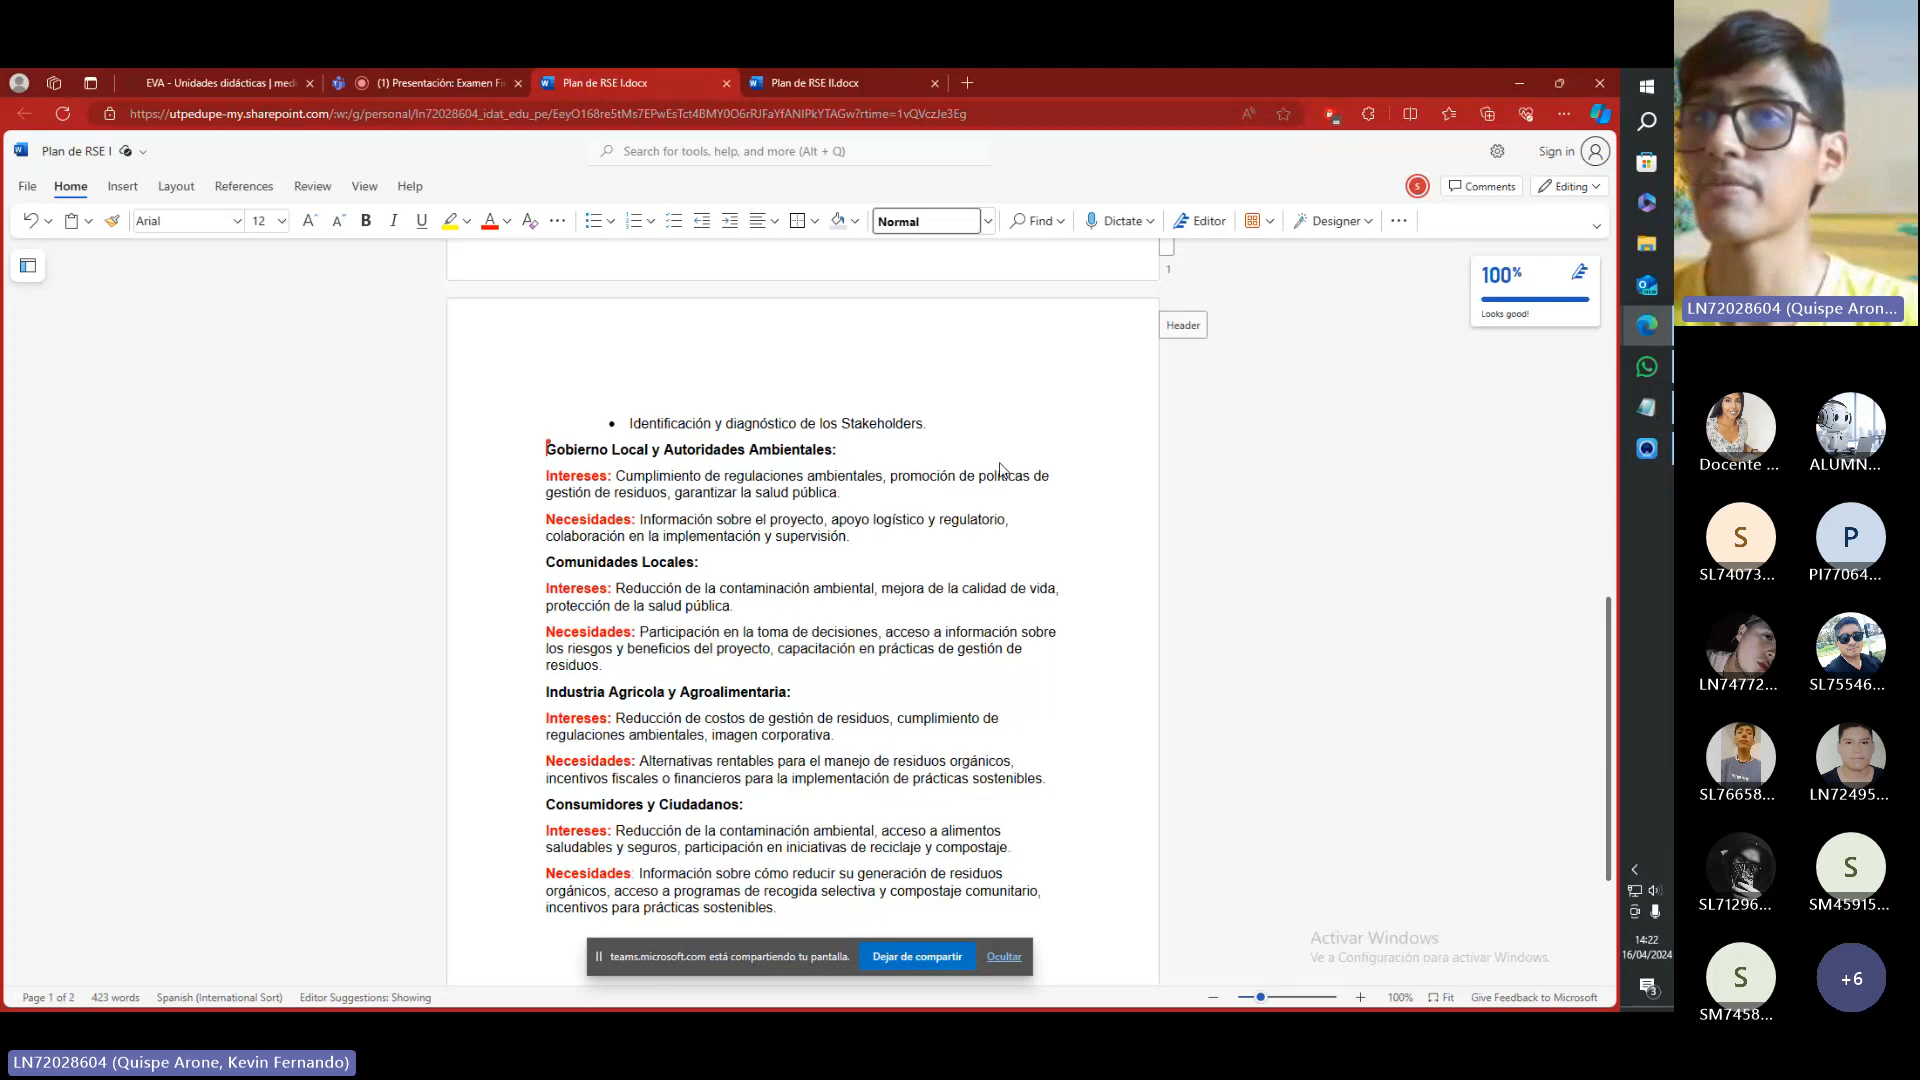 EVA - Unidades didácticas | med
(1) Presentación: Examen Fi
Plan de RSE I.docx
Plan de RSE II.docx
https://utpedupe-my.sharepoint.com/:w:/g/personal/ln72028604_idat_edu_pe/EeyO168re5tMs7EPwEsTct4BMY0O6rRJFaYfANIPkYTAGw?rtime=1vQVczJe3Eg
Plan de RSE I
Search for tools, help, and more (Alt + Q)
Sign in
File Home Insert Layout References Review View Help
S
Comments
Editing
Arial
12
Normal
Find
Dictate
Editor
Designer
1
100%
Looks good!
Header
• Identificación y diagnóstico de los Stakeholders.
Gobierno Local y Autoridades Ambientales:
Intereses: Cumplimiento de regulaciones ambientales, promoción de políticas de
gestión de residuos, garantizar la salud pública.
Necesidades: Información sobre el proyecto, apoyo logístico y regulatorio,
colaboración en la implementación y supervisión.
Comunidades Locales:
Intereses: Reducción de la contaminación ambiental, mejora de la calidad de vida,
protección de la salud pública.
Necesidades: Participación en la toma de decisiones, acceso a información sobre
los riesgos y beneficios del proyecto, capacitación en prácticas de gestión de
residuos.
Industria Agrícola y Agroalimentaria:
Intereses: Reducción de costos de gestión de residuos, cumplimiento de
regulaciones ambientales, imagen corporativa.
Necesidades: Alternativas rentables para el manejo de residuos orgánicos,
incentivos fiscales o financieros para la implementación de prácticas sostenibles.
Consumidores y Ciudadanos:
Intereses: Reducción de la contaminación ambiental, acceso a alimentos
saludables y seguros, participación en iniciativas de reciclaje y compostaje.
Necesidades: Información sobre cómo reducir su generación de residuos
orgánicos, acceso a programas de recogida selectiva y compostaje comunitario,
incentivos para prácticas sostenibles.
teams.microsoft.com está compartiendo tu pantalla.
Dejar de compartir
Ocultar
Activar Windows
Ve a Configuración para activar Windows.
Page 1 of 2
423 words
Spanish (International Sort)
Editor Suggestions: Showing
100%
Fit
Give Feedback to Microsoft
14:22
16/04/2024
3
LN72028604 (Quispe Aron...
Docente ...
ALUMN...
S
P
SL74073...
PI77064...
LN74772...
SL75546...
SL76658...
LN72495...
S
SL71296...
SM45915...
S
+6
SM7458...
LN72028604 (Quispe Arone, Kevin Fernando)